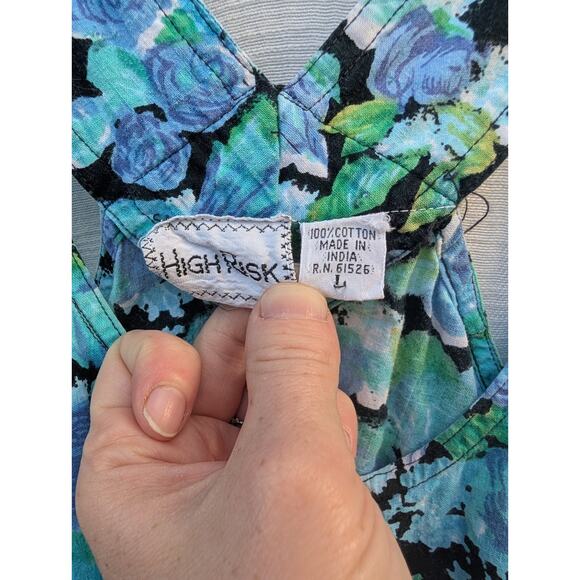 HIGH RISK
100% COTTON
MADE IN
INDIA
R.N. 61526
L